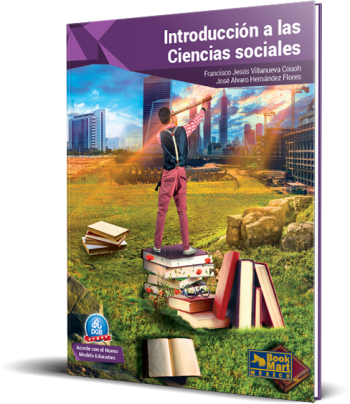 Introducción a las
Ciencias sociales
Francisco Jesús Villanueva Couoh
José Alvaro Hernández Flores
DGB
Acorde con el Nuevo
Modelo Educativo
Book
Mart
MÉXICO